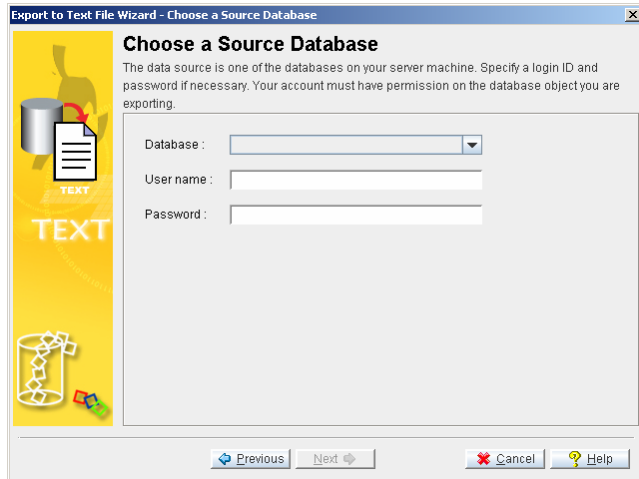 Export to Text File Wizard - Choose a Source Database
Choose a Source Database
The data source is one of the databases on your server machine. Specify a login ID and
password if necessary. Your account must have permission on the database object you are
exporting.
TEXT
TEXT
Database :
User name :
Password :
Previous
Next
Cancel
Help